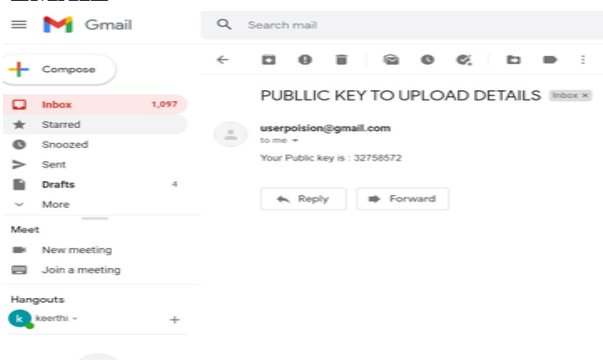 Gmail
Search mail
Compose
Inbox 1,097
Starred
Snoozed
Sent
Drafts 4
More
Meet
New meeting
Join a meeting
Hangouts
k keerthi
PUBLLIC KEY TO UPLOAD DETAILS Inbox ×
userpoision@gmail.com
to me
Your Public key is : 32758572
Reply Forward